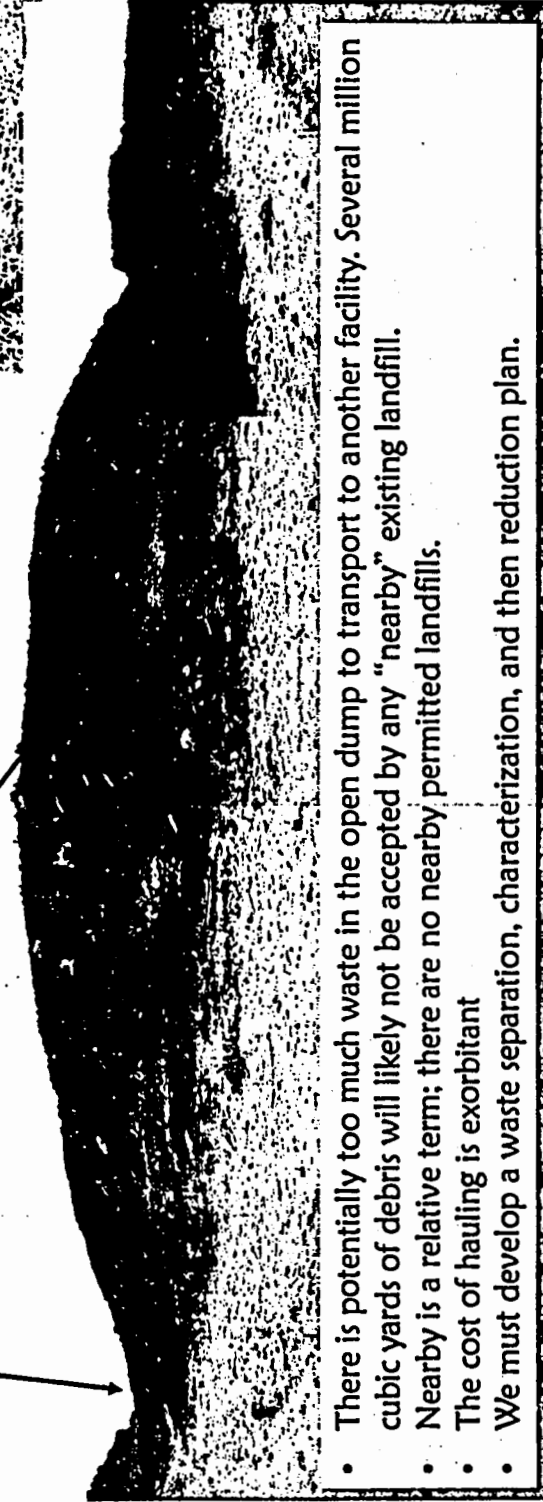 • There is potentially too much waste in the open dump to transport to another facility. Several million
cubic yards of debris will likely not be accepted by any “nearby” existing landfill.
• Nearby is a relative term; there are no nearby permitted landfills.
• The cost of hauling is exorbitant
• We must develop a waste separation, characterization, and then reduction plan.